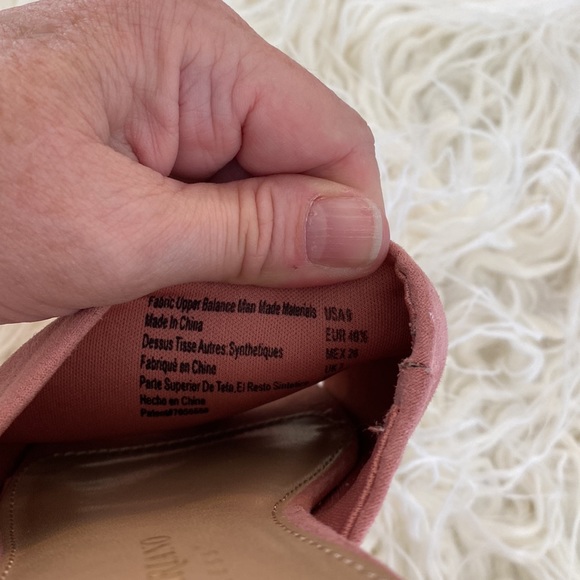 Fabric Upper Balance Man Made Materials
Made In China
Dessus Tisse Autres: Synthetiques
Fabriqué en Chine
Parte Superior De Tela, El Resto
Hecho en China
USA 9
EUR 40½
MEX 26